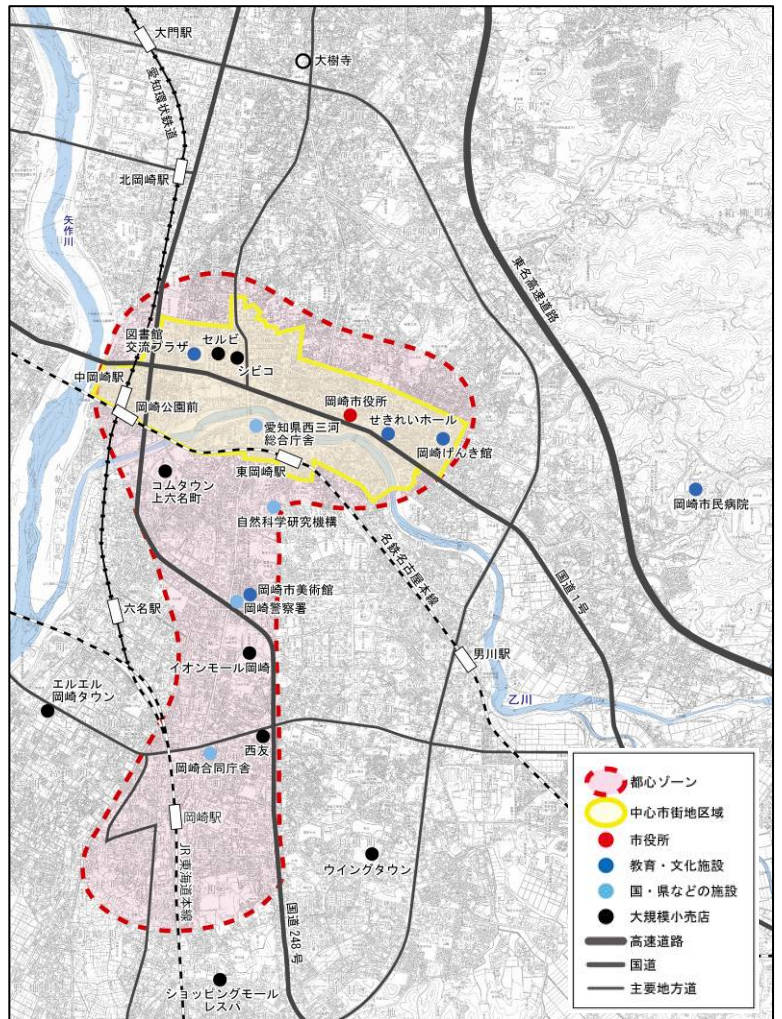 大門駅
大樹寺
愛知環状鉄道
北岡崎駅
矢作川
東名高速道路
図書館
交流プラザ
セルビ
シビコ
中岡崎駅
岡崎公園前
岡崎市役所
せきれいホール
愛知県西三河
総合庁舎
岡崎げんき館
東岡崎駅
コムタウン
上六名町
岡崎市民病院
自然科学研究機構
名鉄名古屋本線
国道1号
岡崎市美術館
岡崎警察署
六名駅
イオンモール岡崎
男川駅
エルエル
岡崎タウン
乙川
西友
岡崎合同庁舎
岡崎駅
JR東海道本線
ウイングタウン
国道248号
ショッピングモール
レスパ
都心ゾーン
中心市街地区域
市役所
教育・文化施設
国・県などの施設
大規模小売店
高速道路
国道
主要地方道